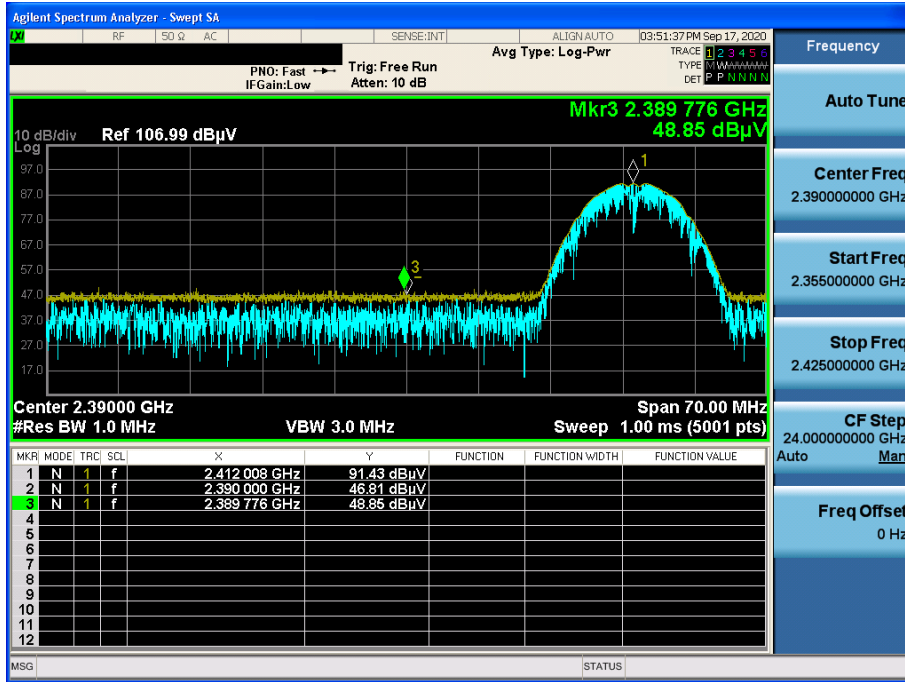 Agilent Spectrum Analyzer - Swept SA
LXI RF 50 Ω AC SENSE:INT ALIGN AUTO 03:51:37 PM Sep 17, 2020
PNO: Fast IFGain:Low Trig: Free Run Atten: 10 dB Avg Type: Log-Pwr
TRACE 1 2 3 4 5 6
TYPE M W W W W W
DET P P N N N N
Mkr3 2.389 776 GHz
48.85 dBµV
10 dB/div Ref 106.99 dBµV
Log
97.0
87.0
77.0
67.0
57.0
47.0
37.0
27.0
17.0
1
3
Center 2.39000 GHz Span 70.00 MHz
#Res BW 1.0 MHz VBW 3.0 MHz Sweep 1.00 ms (5001 pts)
MKR MODE TRC SCL X Y FUNCTION FUNCTION WIDTH FUNCTION VALUE
1 N 1 f 2.412 008 GHz 91.43 dBµV
2 N 1 f 2.390 000 GHz 46.81 dBµV
3 N 1 f 2.389 776 GHz 48.85 dBµV
4
5
6
7
8
9
10
11
12
MSG STATUS
Frequency
Auto Tune
Center Freq
2.390000000 GHz
Start Freq
2.355000000 GHz
Stop Freq
2.425000000 GHz
CF Step
24.000000000 GHz
Auto Man
Freq Offset
0 Hz